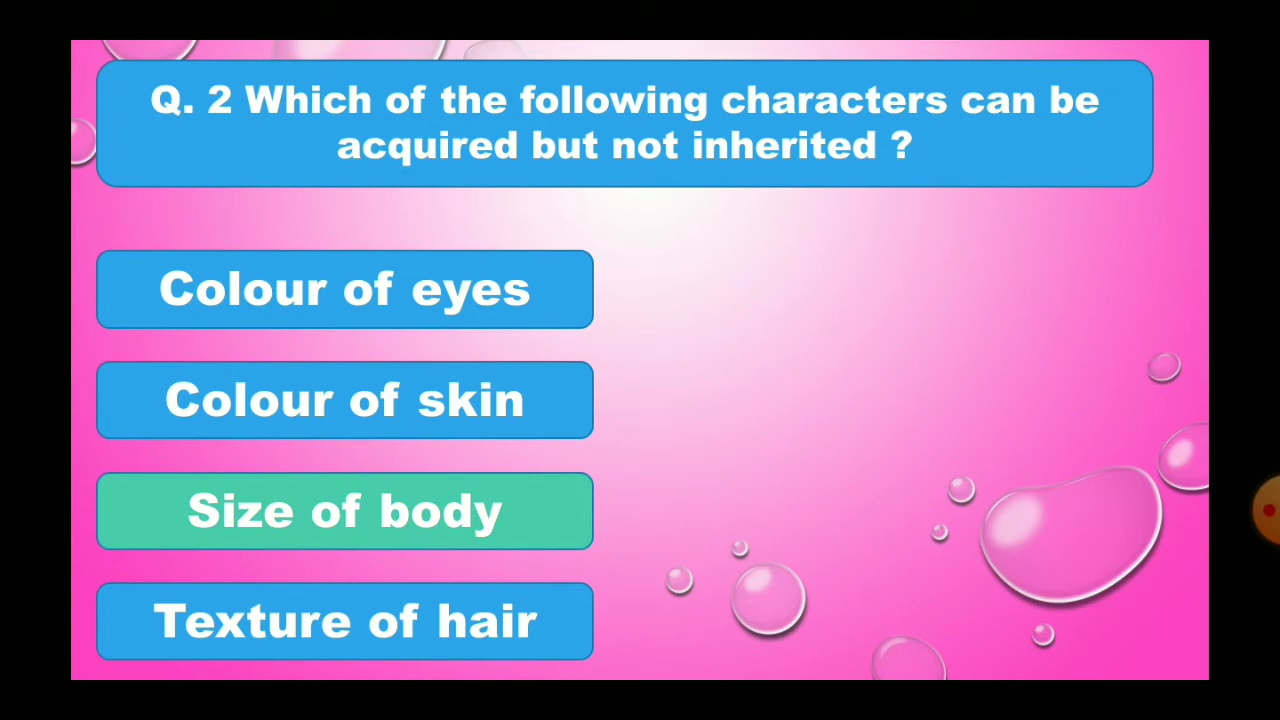 Q. 2 Which of the following characters can be
acquired but not inherited ?
Colour of eyes
Colour of skin
Size of body
Texture of hair